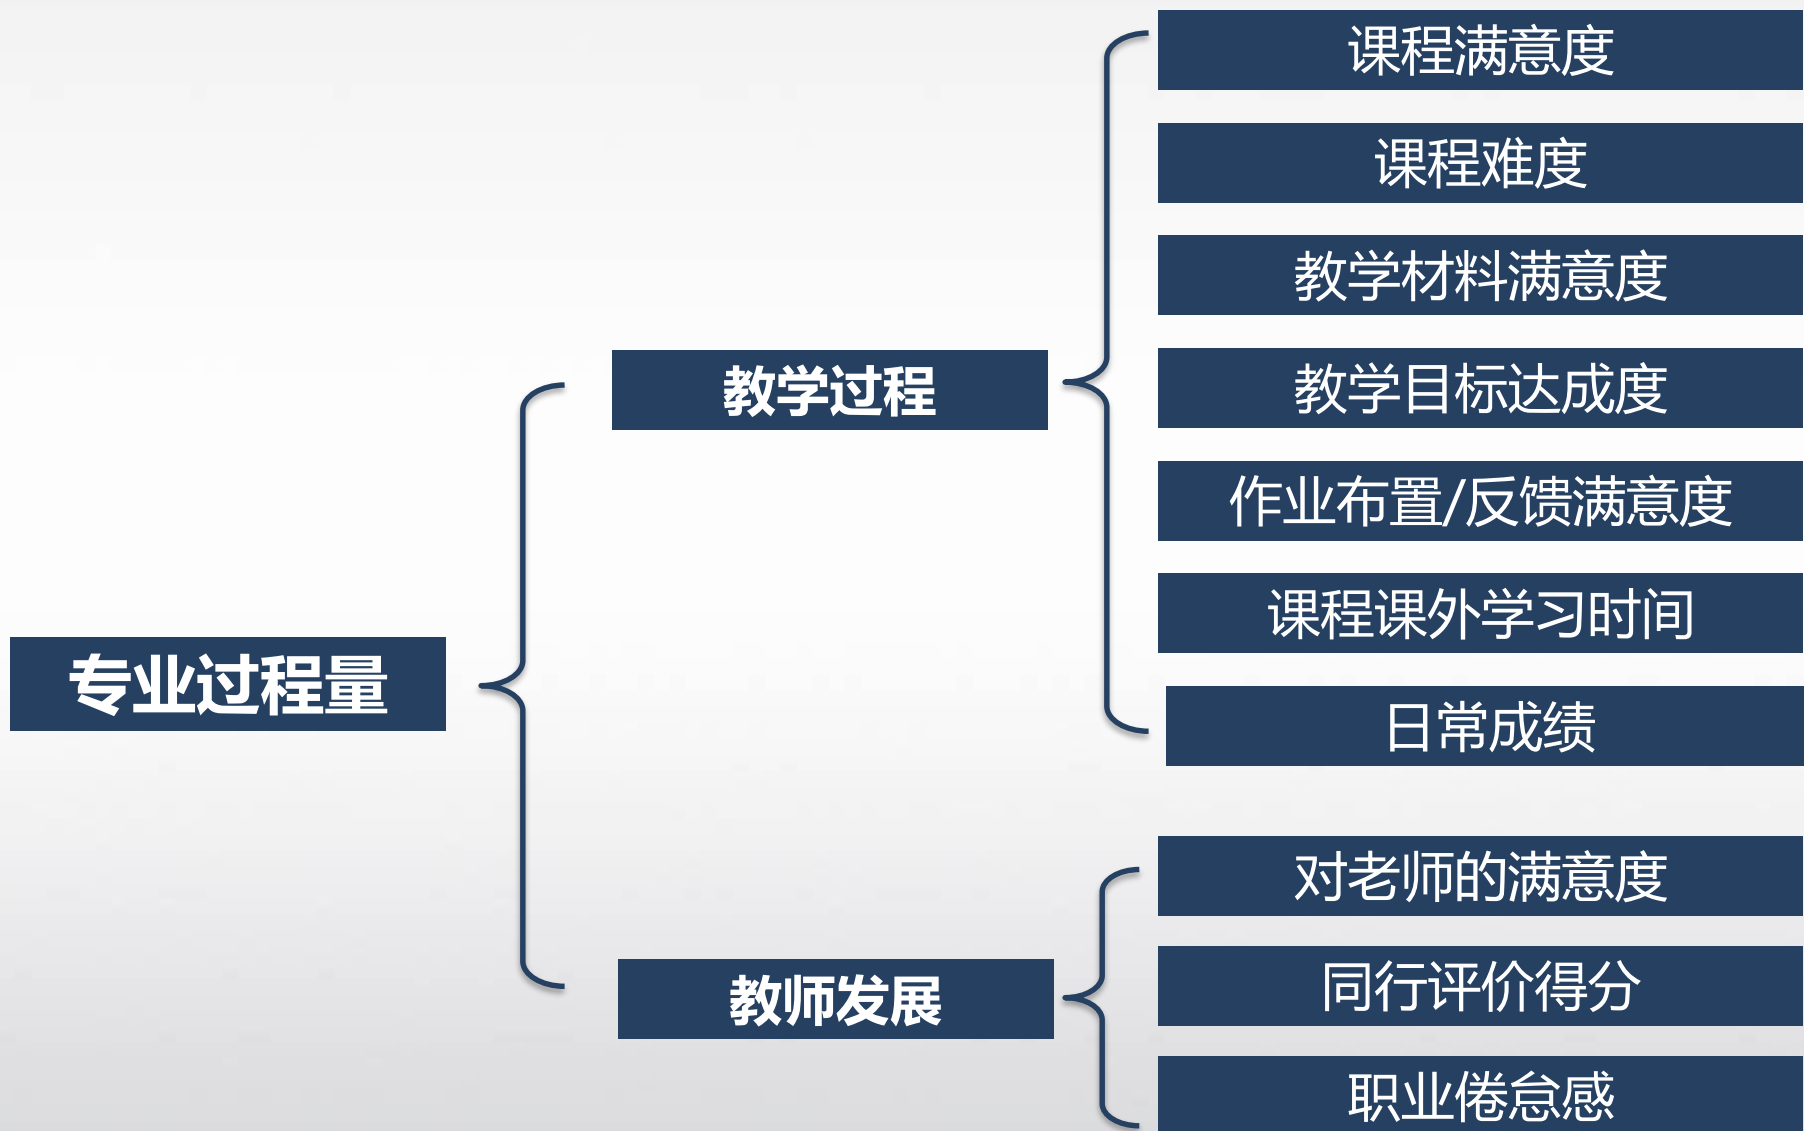 专业过程量
教学过程
课程满意度
课程难度
教学材料满意度
教学目标达成度
作业布置/反馈满意度
课程课外学习时间
日常成绩
教师发展
对老师的满意度
同行评价得分
职业倦怠感